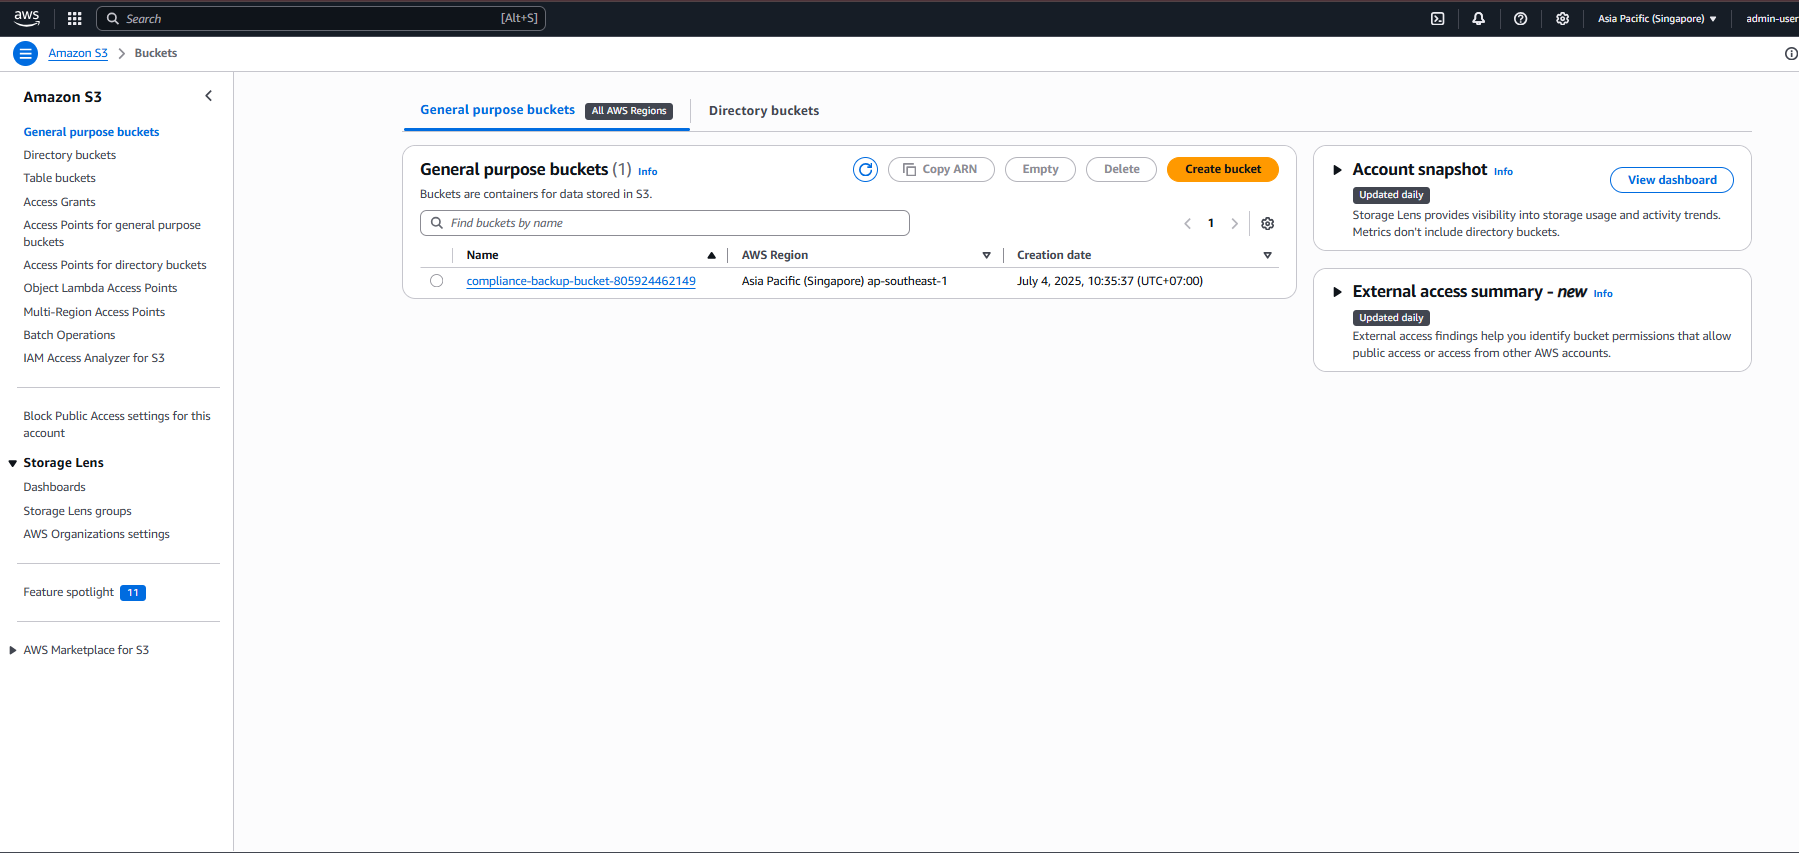 aws
Search [Alt+S]
Asia Pacific (Singapore)
admin-user
Amazon S3 > Buckets
Amazon S3
General purpose buckets
Directory buckets
Table buckets
Access Grants
Access Points for general purpose
buckets
Access Points for directory buckets
Object Lambda Access Points
Multi-Region Access Points
Batch Operations
IAM Access Analyzer for S3
Block Public Access settings for this
account
Storage Lens
Dashboards
Storage Lens groups
AWS Organizations settings
Feature spotlight 11
AWS Marketplace for S3
General purpose buckets All AWS Regions
Directory buckets
General purpose buckets (1) Info
Copy ARN
Empty
Delete
Create bucket
Buckets are containers for data stored in S3.
Find buckets by name
1
Name AWS Region Creation date
compliance-backup-bucket-805924462149 Asia Pacific (Singapore) ap-southeast-1 July 4, 2025, 10:35:37 (UTC+07:00)
Account snapshot Info
View dashboard
Updated daily
Storage Lens provides visibility into storage usage and activity trends.
Metrics don't include directory buckets.
External access summary - new Info
Updated daily
External access findings help you identify bucket permissions that allow
public access or access from other AWS accounts.